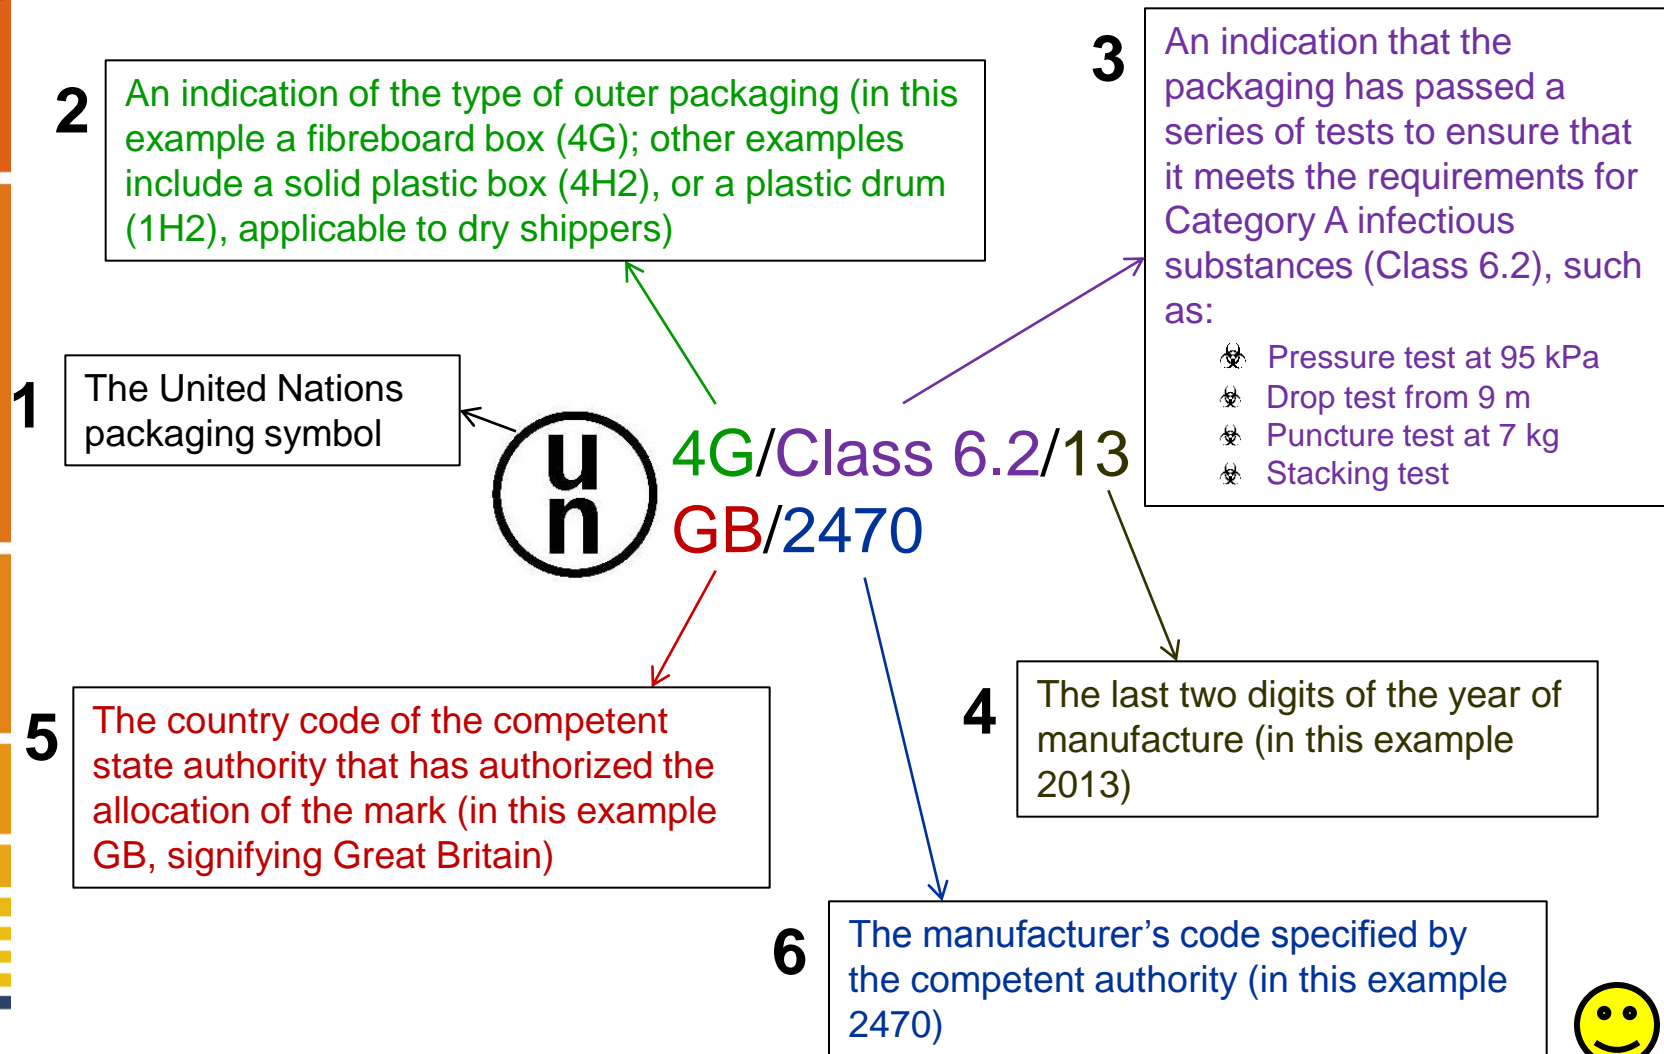 1
The United Nations
packaging symbol
2
An indication of the type of outer packaging (in this
example a fibreboard box (4G); other examples
include a solid plastic box (4H2), or a plastic drum
(1H2), applicable to dry shippers)
3
An indication that the
packaging has passed a
series of tests to ensure that
it meets the requirements for
Category A infectious
substances (Class 6.2), such
as:
Pressure test at 95 kPa
Drop test from 9 m
Puncture test at 7 kg
Stacking test
u
n
4G/Class 6.2/13
GB/2470
4
The last two digits of the year of
manufacture (in this example
2013)
5
The country code of the competent
state authority that has authorized the
allocation of the mark (in this example
GB, signifying Great Britain)
6
The manufacturer’s code specified by
the competent authority (in this example
2470)